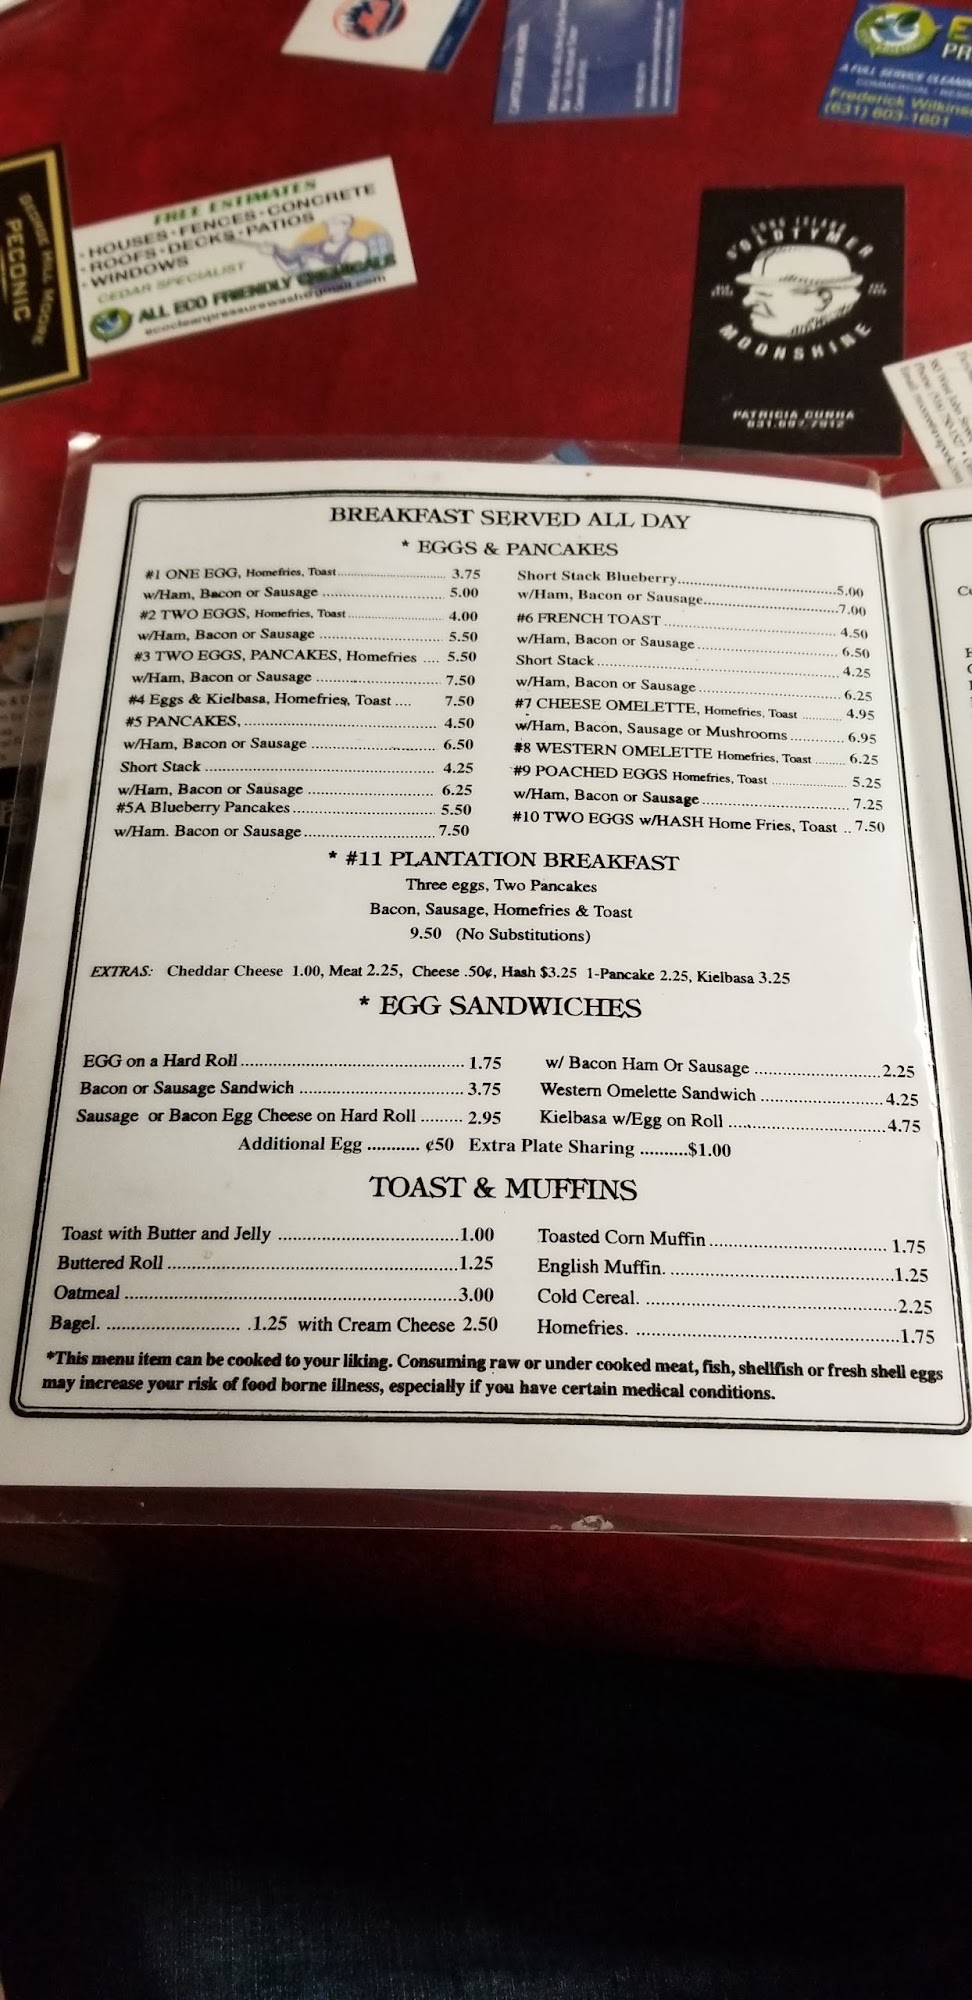 A FULL SERVICE CLEANING
COMMERCIAL
Frederick Wilkins
(631) 603-1601
GEORGE HILL MOORE
PECONIC
FREE ESTIMATES
· HOUSES · FENCES · CONCRETE
· ROOFS · DECKS · PATIOS
· WINDOWS
CEDAR SPECIALIST
ALL ECO FRIENDLY CHEMICALS
ecocleanpressurewash@gmail.com
LONG ISLAND
OLDTYMER
MOONSHINE
PATRICIA CUNHA
631.697.7912
BREAKFAST SERVED ALL DAY
* EGGS & PANCAKES
#1 ONE EGG, Homefries, Toast 3.75
w/Ham, Bacon or Sausage 5.00
#2 TWO EGGS, Homefries, Toast 4.00
w/Ham, Bacon or Sausage 5.50
#3 TWO EGGS, PANCAKES, Homefries .... 5.50
w/Ham, Bacon or Sausage 7.50
#4 Eggs & Kielbasa, Homefries, Toast .... 7.50
#5 PANCAKES, 4.50
w/Ham, Bacon or Sausage 6.50
Short Stack 4.25
w/Ham, Bacon or Sausage 6.25
#5A Blueberry Pancakes 5.50
w/Ham. Bacon or Sausage 7.50
Short Stack Blueberry 5.00
w/Ham, Bacon or Sausage 7.00
#6 FRENCH TOAST 4.50
w/Ham, Bacon or Sausage 6.50
Short Stack 4.25
w/Ham, Bacon or Sausage 6.25
#7 CHEESE OMELETTE, Homefries, Toast 4.95
w/Ham, Bacon, Sausage or Mushrooms 6.95
#8 WESTERN OMELETTE Homefries, Toast 6.25
#9 POACHED EGGS Homefries, Toast 5.25
w/Ham, Bacon or Sausage 7.25
#10 TWO EGGS w/HASH Home Fries, Toast .. 7.50
* #11 PLANTATION BREAKFAST
Three eggs, Two Pancakes
Bacon, Sausage, Homefries & Toast
9.50 (No Substitutions)
EXTRAS: Cheddar Cheese 1.00, Meat 2.25, Cheese .50¢, Hash $3.25 1-Pancake 2.25, Kielbasa 3.25
* EGG SANDWICHES
EGG on a Hard Roll 1.75
Bacon or Sausage Sandwich 3.75
Sausage or Bacon Egg Cheese on Hard Roll 2.95
w/ Bacon Ham Or Sausage 2.25
Western Omelette Sandwich 4.25
Kielbasa w/Egg on Roll 4.75
Additional Egg ........... ¢50 Extra Plate Sharing ..........$1.00
TOAST & MUFFINS
Toast with Butter and Jelly 1.00
Buttered Roll 1.25
Oatmeal 3.00
Bagel. 1.25 with Cream Cheese 2.50
Toasted Corn Muffin 1.75
English Muffin. 1.25
Cold Cereal. 2.25
Homefries. 1.75
*This menu item can be cooked to your liking. Consuming raw or under cooked meat, fish, shellfish or fresh shell eggs
may increase your risk of food borne illness, especially if you have certain medical conditions.